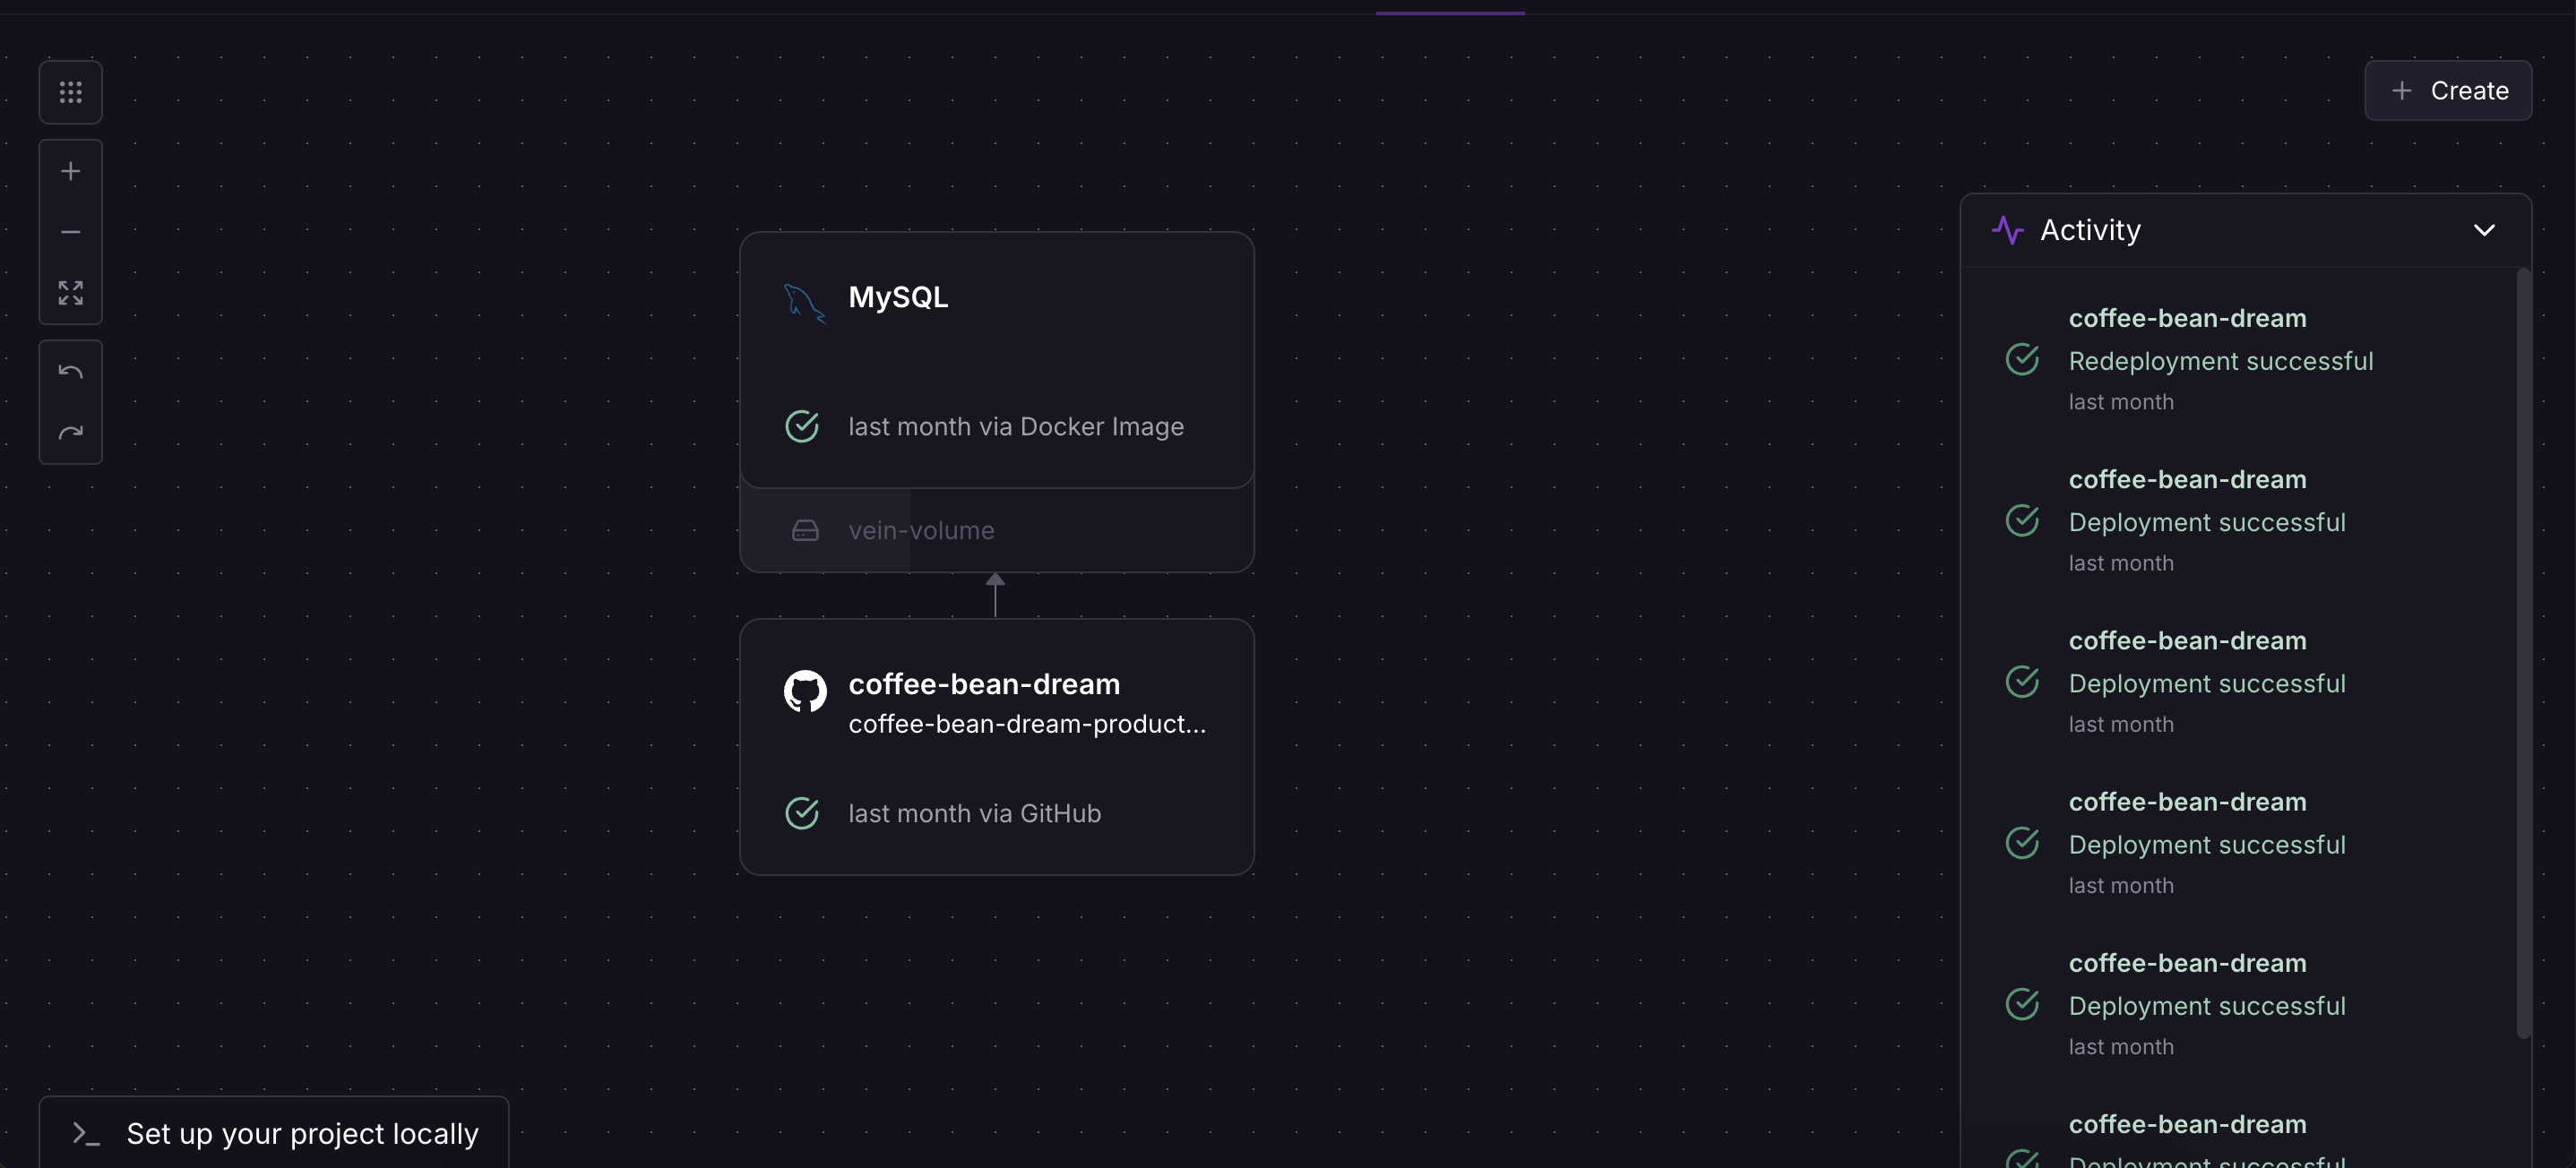 Create
MySQL
last month via Docker Image
vein-volume
coffee-bean-dream
coffee-bean-dream-product...
last month via GitHub
Set up your project locally
Activity
coffee-bean-dream
Redeployment successful
last month
coffee-bean-dream
Deployment successful
last month
coffee-bean-dream
Deployment successful
last month
coffee-bean-dream
Deployment successful
last month
coffee-bean-dream
Deployment successful
last month
coffee-bean-dream
Deployment successful